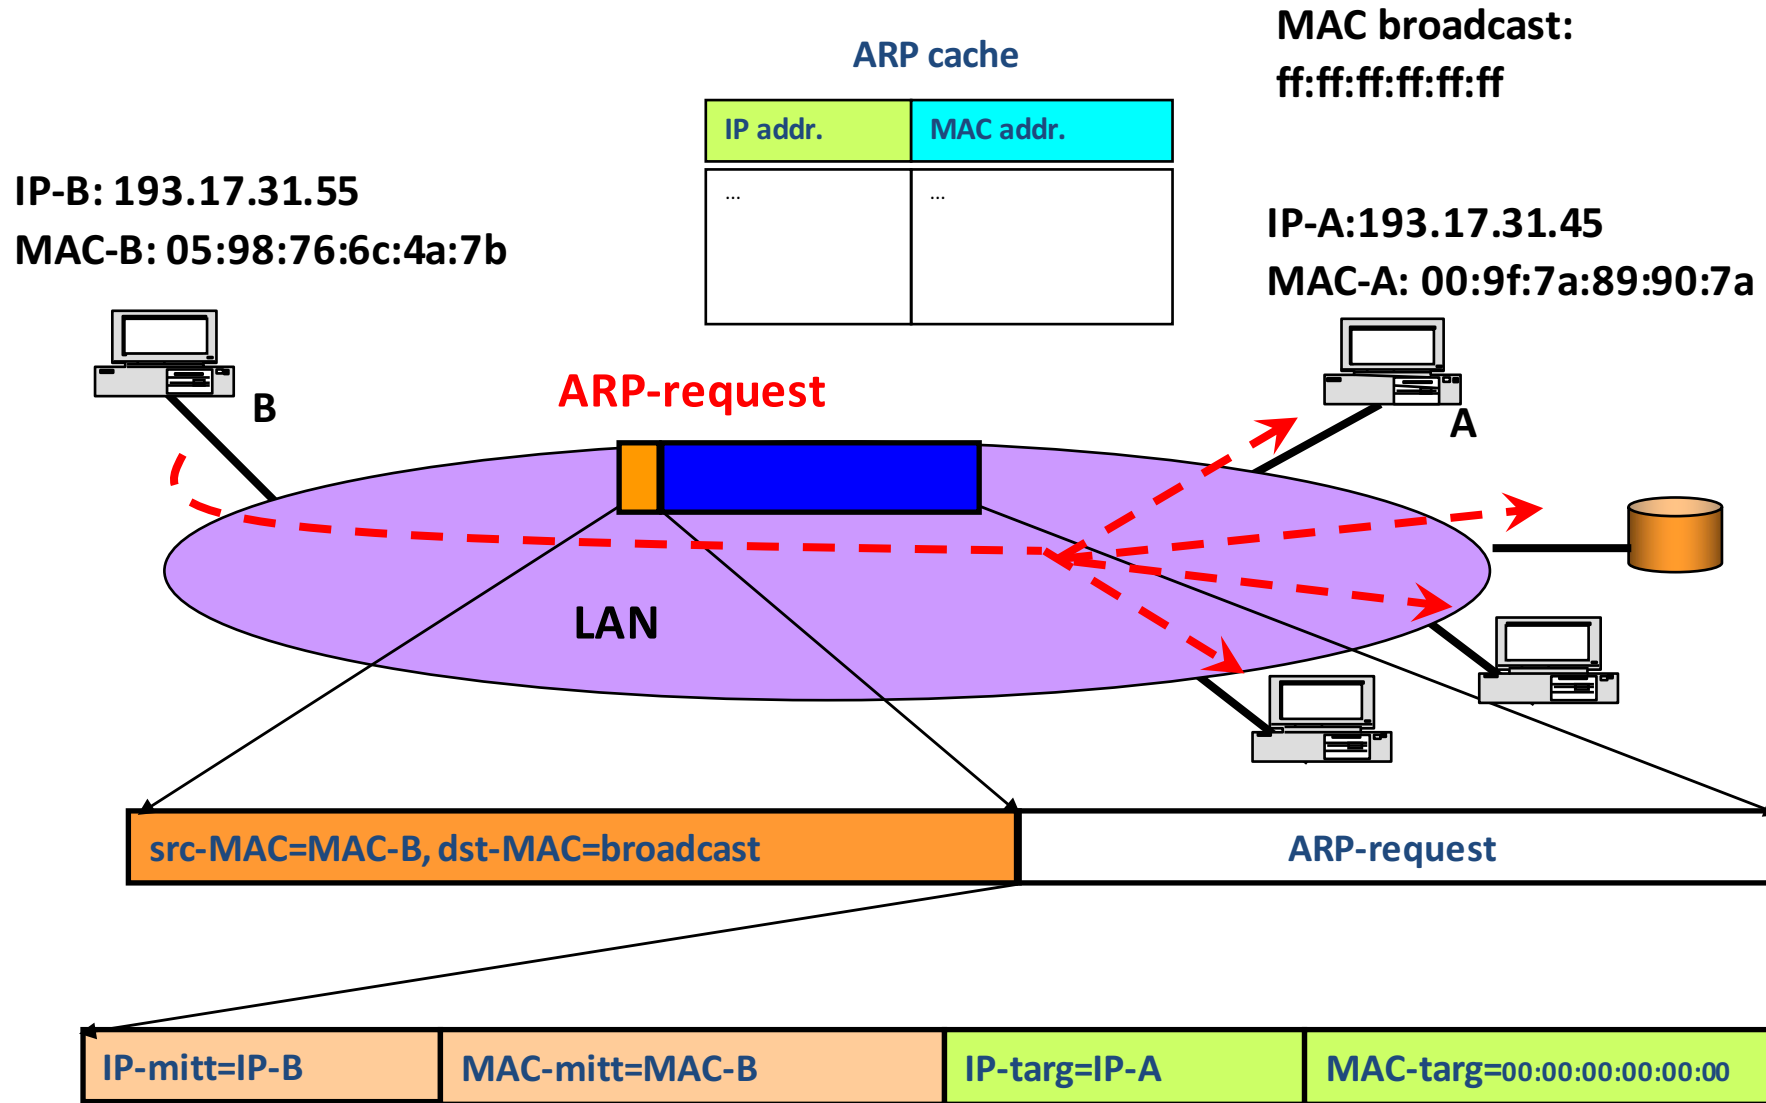 MAC broadcast:
ff:ff:ff:ff:ff:ff
ARP cache
IP addr. MAC addr.
... ...
IP-B: 193.17.31.55
MAC-B: 05:98:76:6c:4a:7b
IP-A:193.17.31.45
MAC-A: 00:9f:7a:89:90:7a
B
ARP-request
A
LAN
src-MAC=MAC-B, dst-MAC=broadcast ARP-request
IP-mitt=IP-B MAC-mitt=MAC-B IP-targ=IP-A MAC-targ=00:00:00:00:00:00